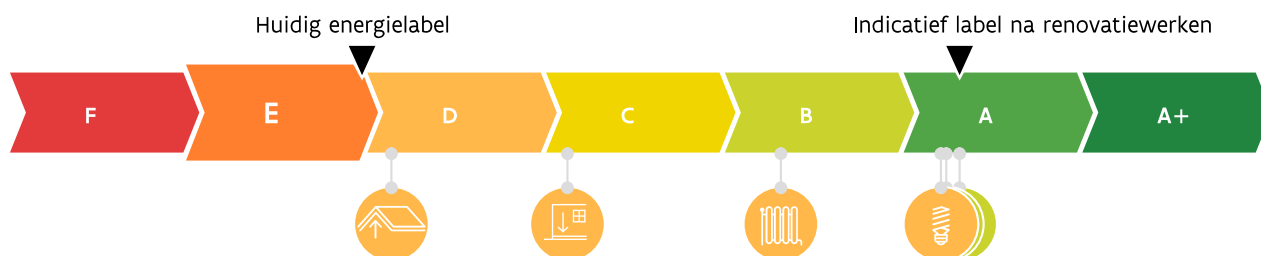 Huidig energielabel
Indicatief label na renovatiewerken
F
E
D
C
B
A
A+